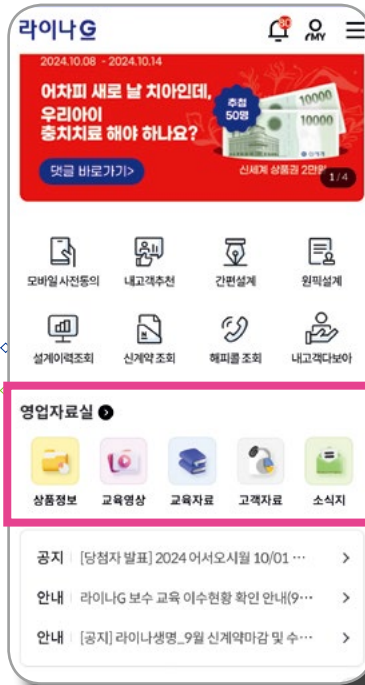 라이나G
80
MY
2024.10.08 - 2024.10.14
어차피 새로 날 치아인데,
우리아이
충치치료 해야 하나요?
추첨
50명
10000
10000
댓글 바로가기>
신세계 상품권 2만원
1/4
모바일 사전동의 내고객추천 간편설계 원픽설계
설계이력조회 신계약 조회 해피콜 조회 내고객다보아
영업자료실
상품정보 교육영상 교육자료 고객자료 소식지
공지 [당첨자 발표] 2024 어서오시월 10/01 ···
안내 라이나G 보수 교육 이수현황 확인 안내(9···
안내 [공지] 라이나생명_9월 신계약마감 및 수···